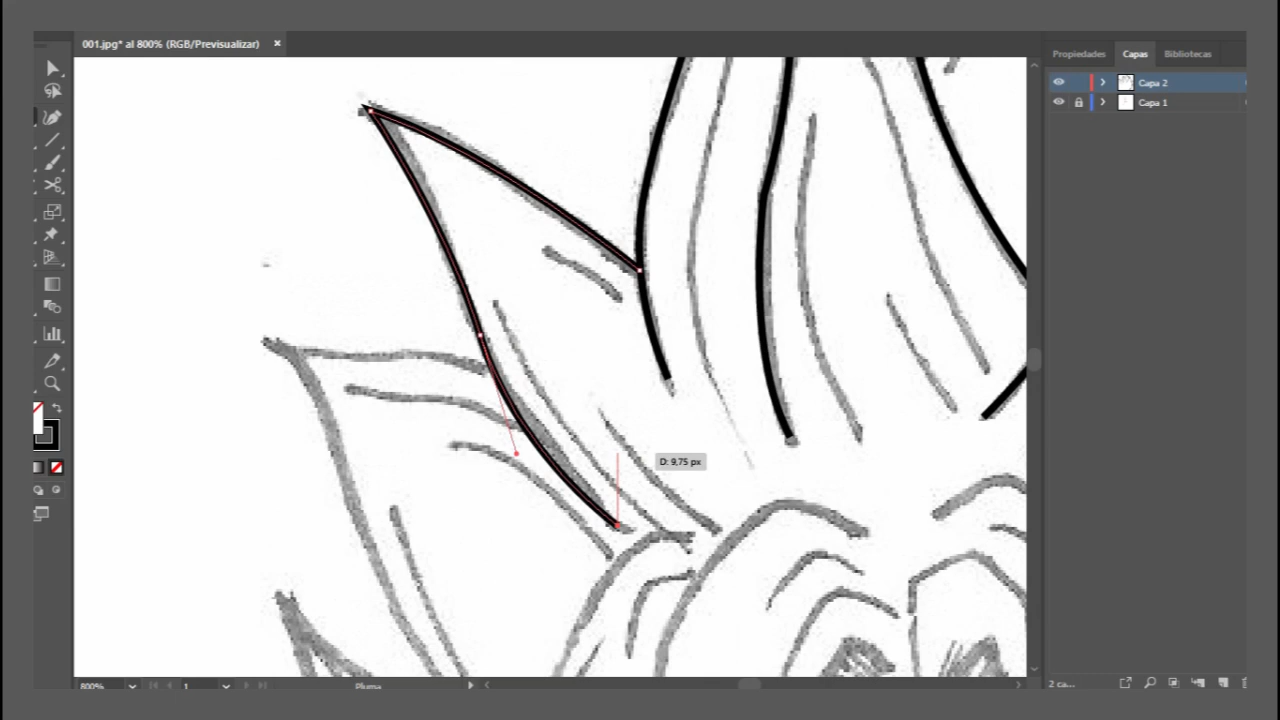 001.jpg* al 800% (RGB/Previsualizar) ×
Propiedades Capas Bibliotecas
Capa 2
Capa 1
D: 9,75 px
800% 1 Pluma
2 ca...